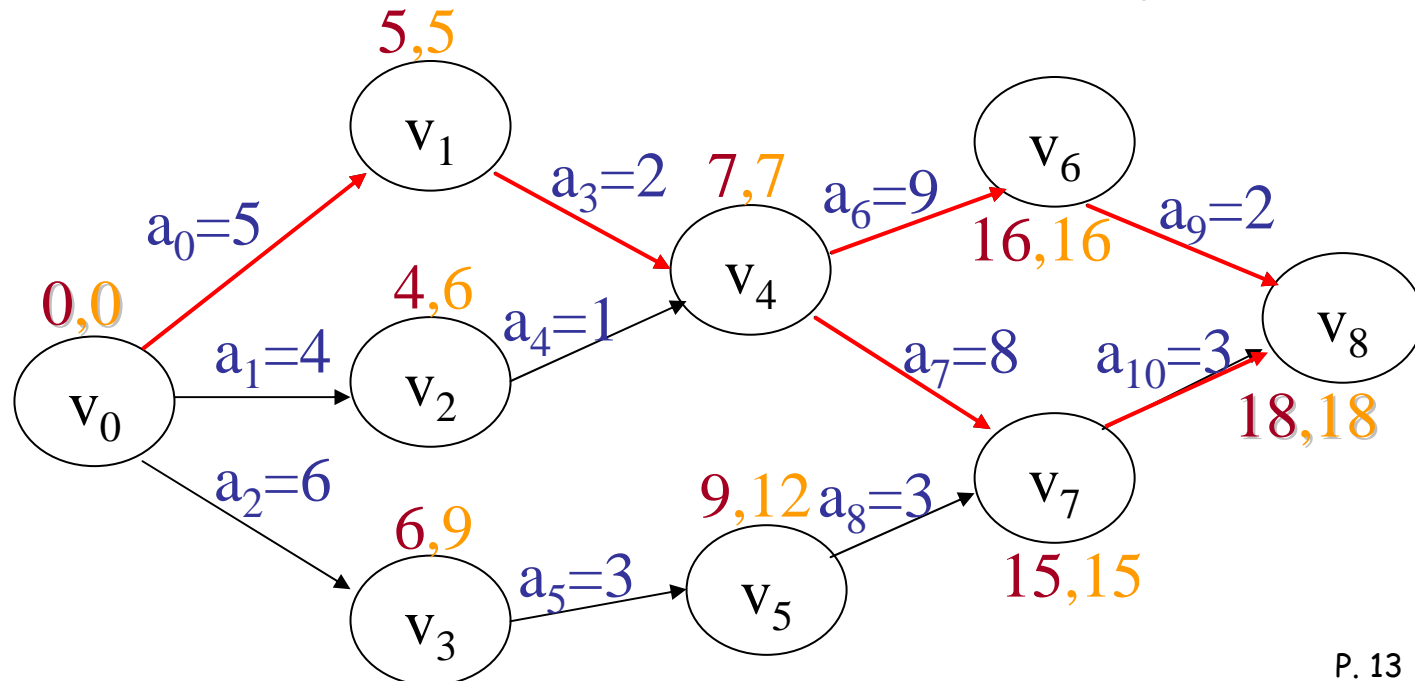 5,5
v₁
v₆
a₃=2
7,7
a₆=9
a₉=2
a₀=5
16,16
0,0
4,6
v₄
v₈
a₄=1
a₁=4
a₇=8
a₁₀=3
v₂
v₀
18,18
a₂=6
9,12
a₈=3
v₇
6,9
15,15
a₅=3
v₅
v₃
P. 13